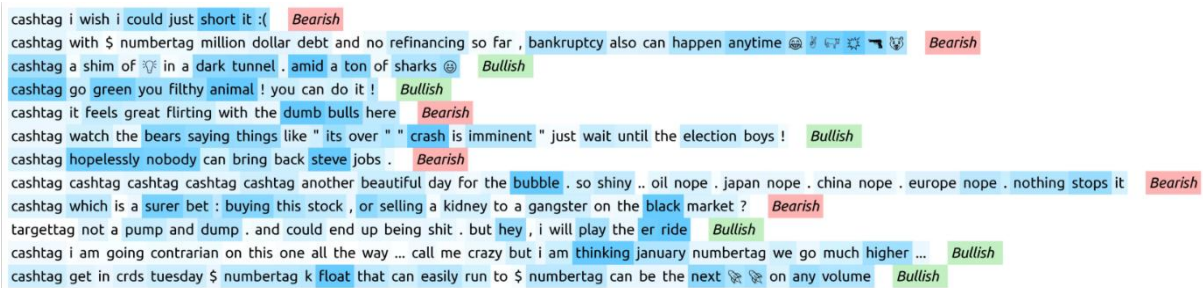 cashtag i wish i could just short it :( Bearish
cashtag with $ numbertag million dollar debt and no refinancing so far , bankruptcy also can happen anytime 😂 ✌ 👎 💥 🔫 🐻 Bearish
cashtag a shim of 💡 in a dark tunnel . amid a ton of sharks 😆 Bullish
cashtag go green you filthy animal ! you can do it ! Bullish
cashtag it feels great flirting with the dumb bulls here Bearish
cashtag watch the bears saying things like " its over " " crash is imminent " just wait until the election boys ! Bullish
cashtag hopelessly nobody can bring back steve jobs . Bearish
cashtag cashtag cashtag cashtag cashtag another beautiful day for the bubble . so shiny .. oil nope . japan nope . china nope . europe nope . nothing stops it Bearish
cashtag which is a surer bet : buying this stock , or selling a kidney to a gangster on the black market ? Bearish
targettag not a pump and dump . and could end up being shit . but hey , i will play the er ride Bullish
cashtag i am going contrarian on this one all the way ... call me crazy but i am thinking january numbertag we go much higher ... Bullish
cashtag get in crds tuesday $ numbertag k float that can easily run to $ numbertag can be the next 🚀 🚀 on any volume Bullish